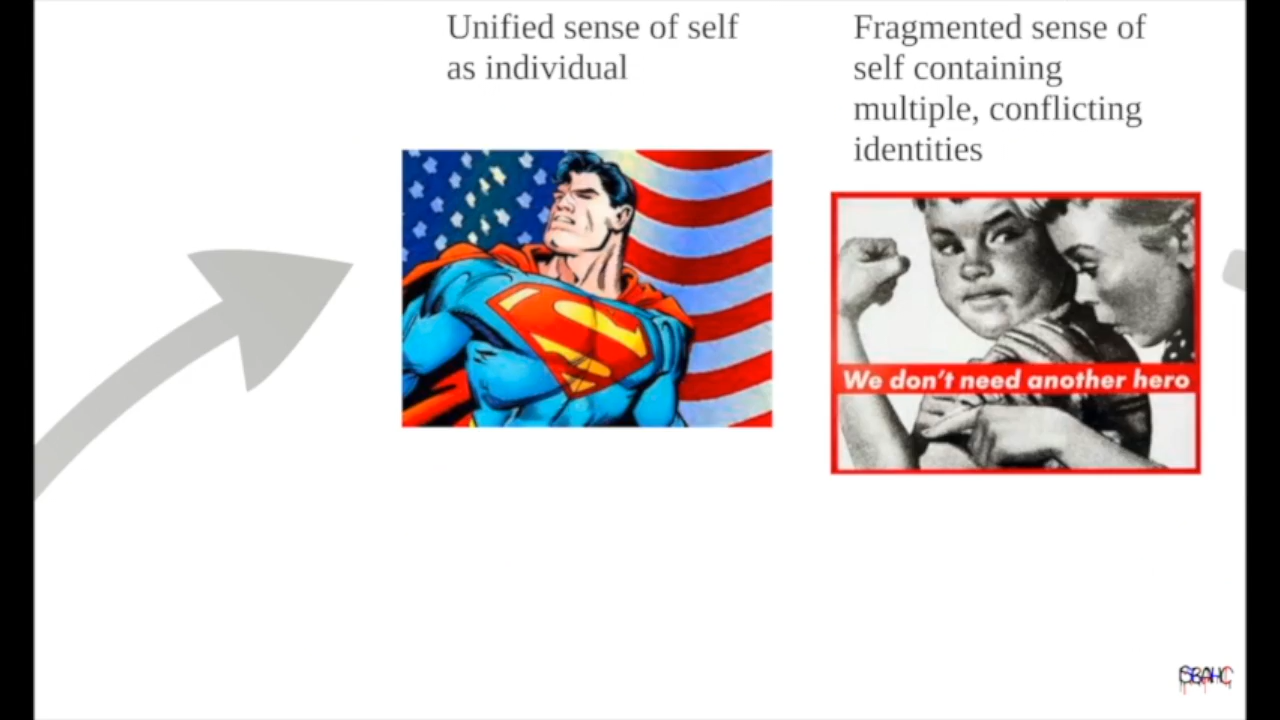 Unified sense of self
as individual
Fragmented sense of
self containing
multiple, conflicting
identities
S
We don't need another hero
SBAHC